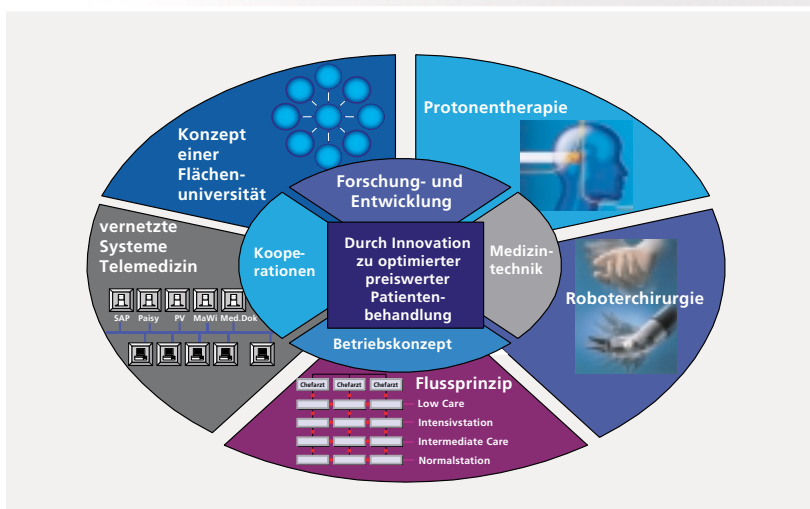 Konzept
einer
Flächen-
universität
Protonentherapie
Forschung- und
Entwicklung
vernetzte
Systeme
Telemedizin
SAP Paisy PV MaWi Med.Dok
Koope-
rationen
Durch Innovation
zu optimierter
preiswerter
Patienten-
behandlung
Medizin-
technik
Roboterchirurgie
Betriebskonzept
Flussprinzip
Chefarzt Chefarzt Chefarzt
Low Care
Intensivstation
Intermediate Care
Normalstation